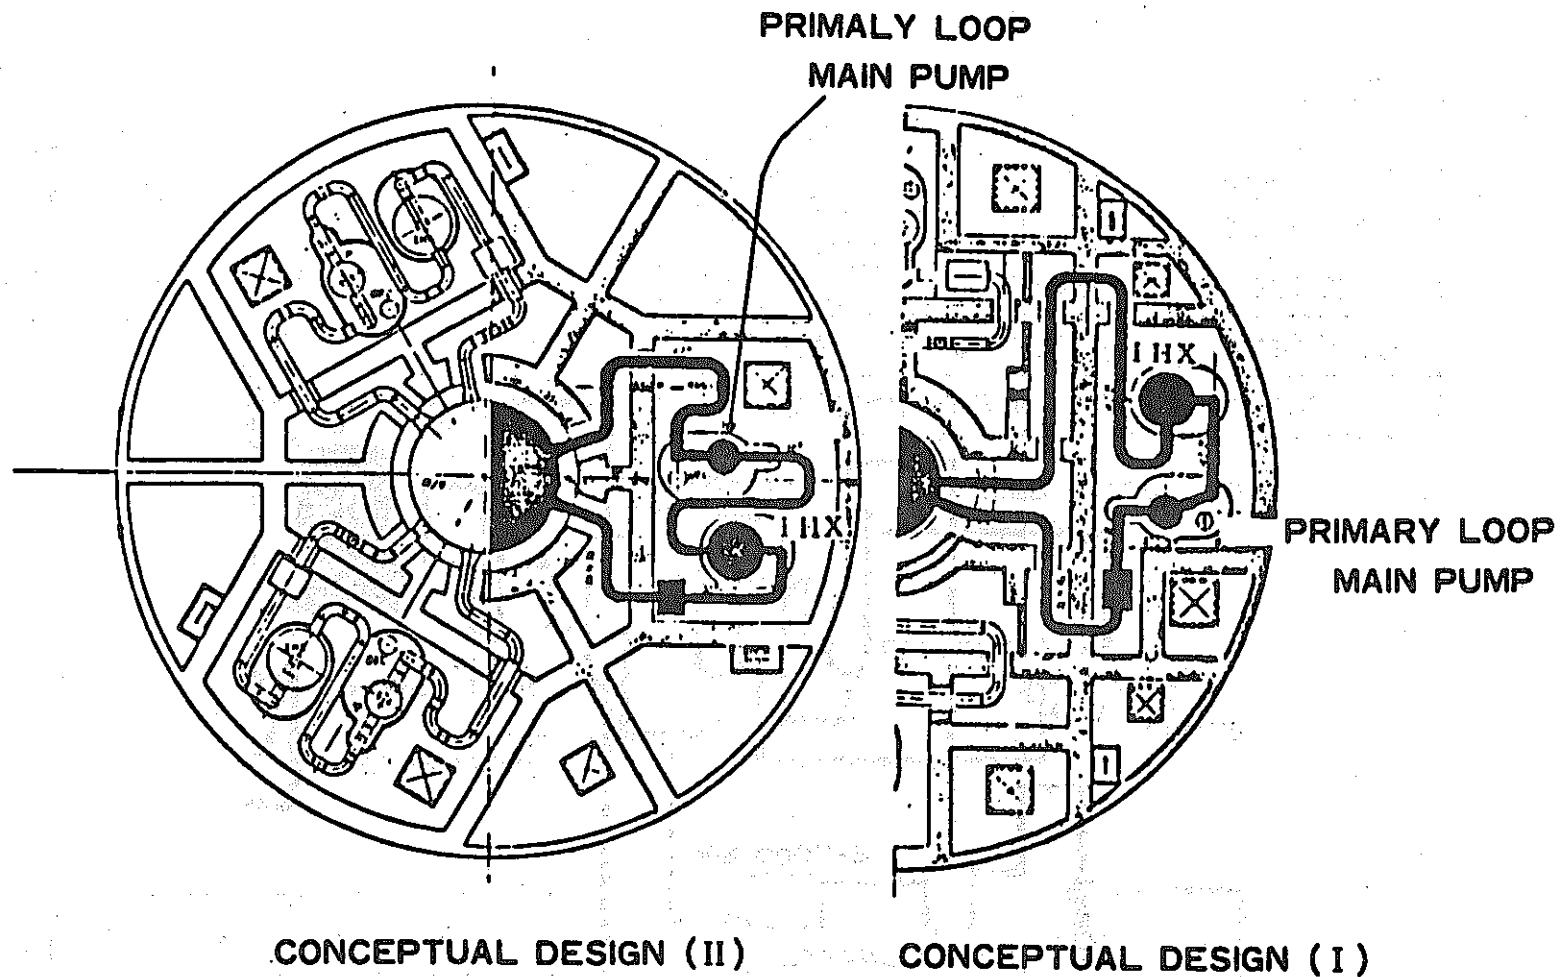 PRIMALY LOOP
MAIN PUMP
IHX
IHX
PRIMARY LOOP
MAIN PUMP
CONCEPTUAL DESIGN (II)
CONCEPTUAL DESIGN (I)